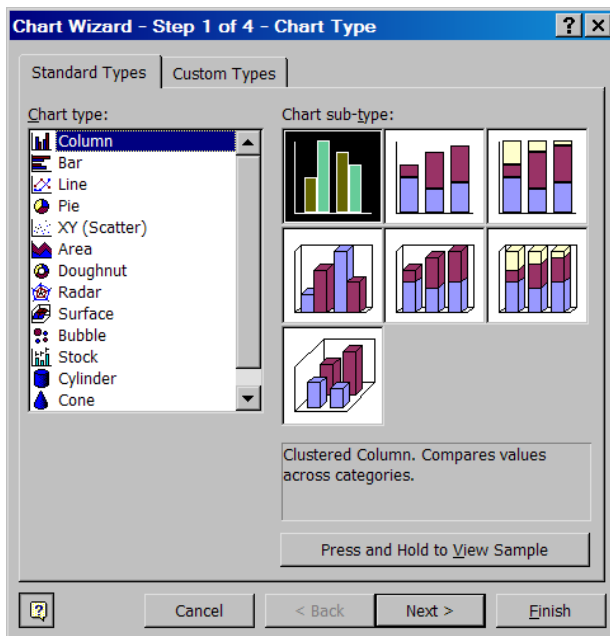 Chart Wizard - Step 1 of 4 - Chart Type
Standard Types
Custom Types
Chart type:
Column
Bar
Line
Pie
XY (Scatter)
Area
Doughnut
Radar
Surface
Bubble
Stock
Cylinder
Cone
Chart sub-type:
Clustered Column. Compares values
across categories.
Press and Hold to View Sample
Cancel
< Back
Next >
Finish